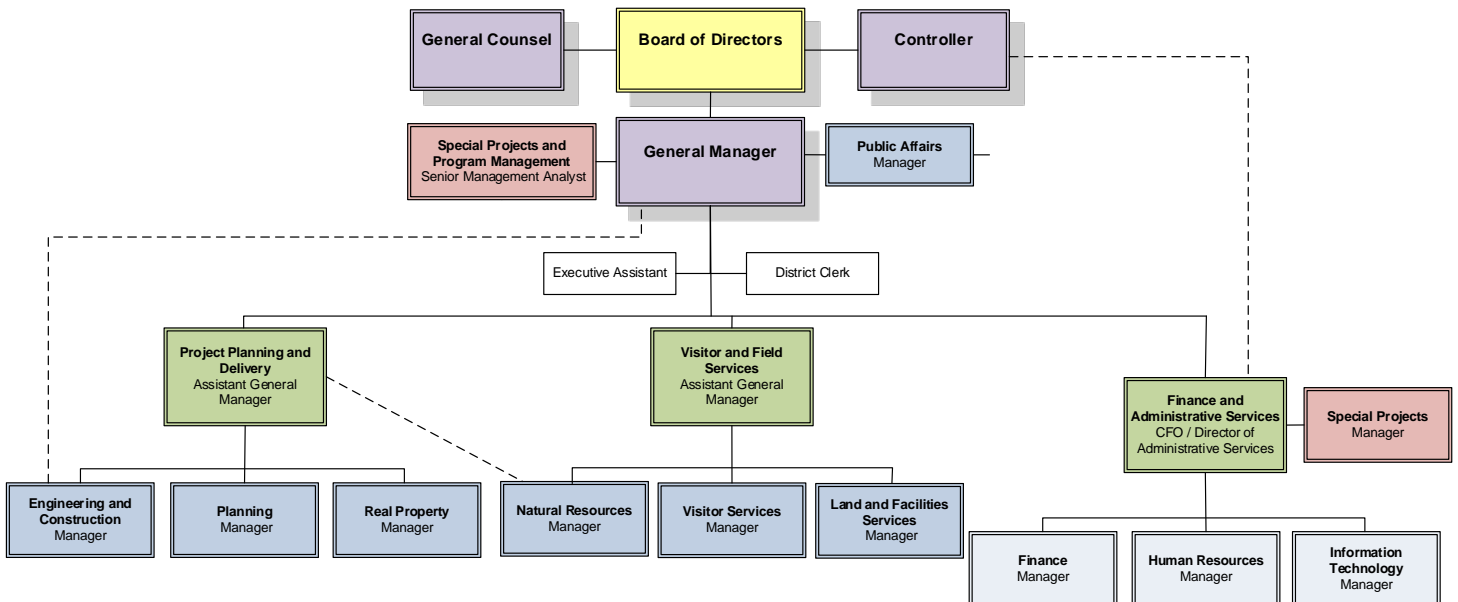 General Counsel
Board of Directors
Controller
Special Projects and
Program Management
Senior Management Analyst
General Manager
Public Affairs
Manager
Executive Assistant
District Clerk
Project Planning and
Delivery
Assistant General
Manager
Visitor and Field
Services
Assistant General
Manager
Finance and
Administrative Services
CFO / Director of
Administrative Services
Special Projects
Manager
Engineering and
Construction
Manager
Planning
Manager
Real Property
Manager
Natural Resources
Manager
Visitor Services
Manager
Land and Facilities
Services
Manager
Finance
Manager
Human Resources
Manager
Information
Technology
Manager